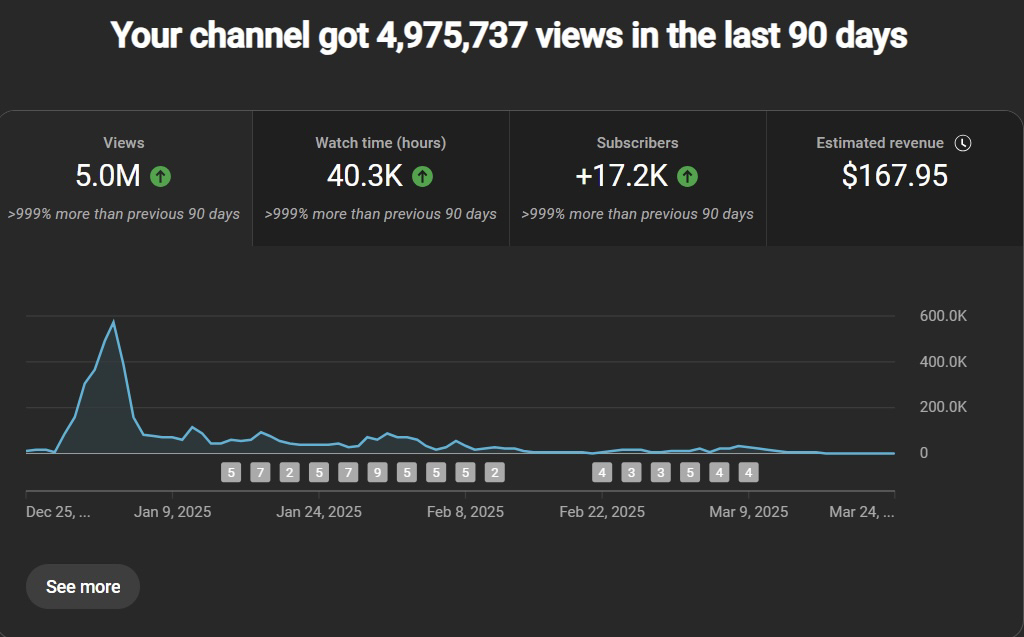 Your channel got 4,975,737 views in the last 90 days
Views
5.0M
>999% more than previous 90 days
Watch time (hours)
40.3K
>999% more than previous 90 days
Subscribers
+17.2K
>999% more than previous 90 days
Estimated revenue
$167.95
600.0K
400.0K
200.0K
0
5 7 2 5 7 9 5 5 5 2 4 3 3 5 4 4
Dec 25, ... Jan 9, 2025 Jan 24, 2025 Feb 8, 2025 Feb 22, 2025 Mar 9, 2025 Mar 24, ...
See more